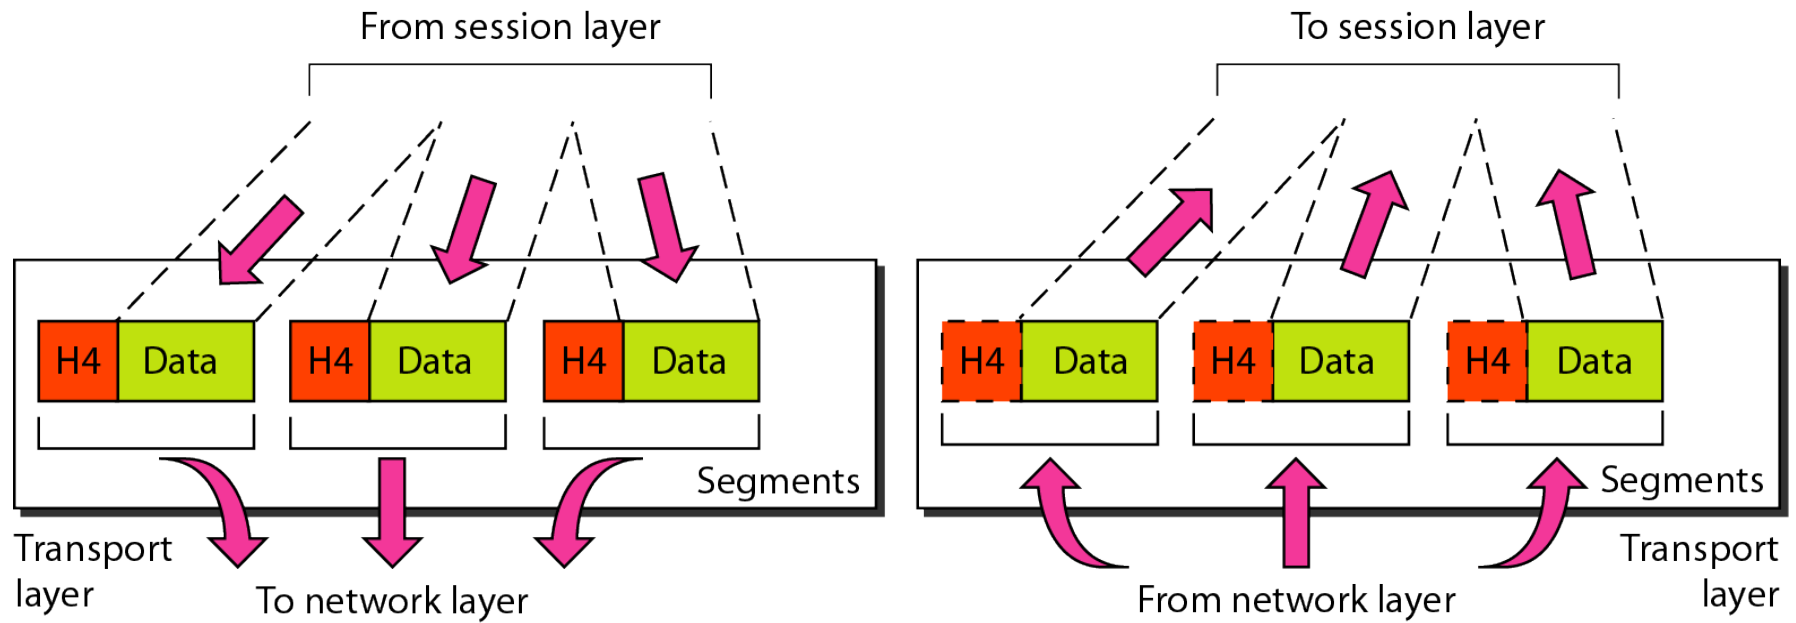 From session layer
To session layer
H4 Data H4 Data H4 Data
H4 Data H4 Data H4 Data
Segments
Segments
Transport
layer
To network layer
From network layer
Transport
layer